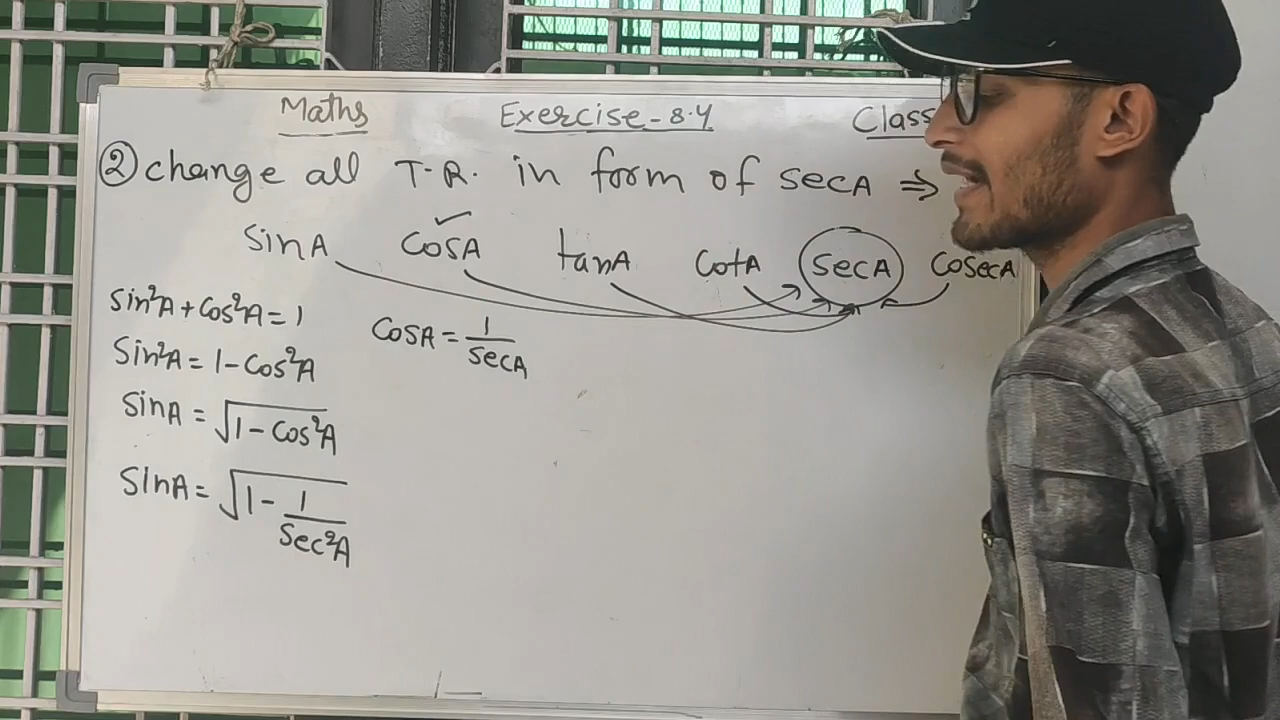 Maths Exercise-8.4 Class
② change all T.R. in form of secA ⇒
sinA cosA ✓ tanA cotA secA cosecA
sin²A + cos²A = 1
cosA = 1/secA
sin²A = 1 - cos²A
sinA = √(1 - cos²A)
sinA = √(1 - 1/sec²A)